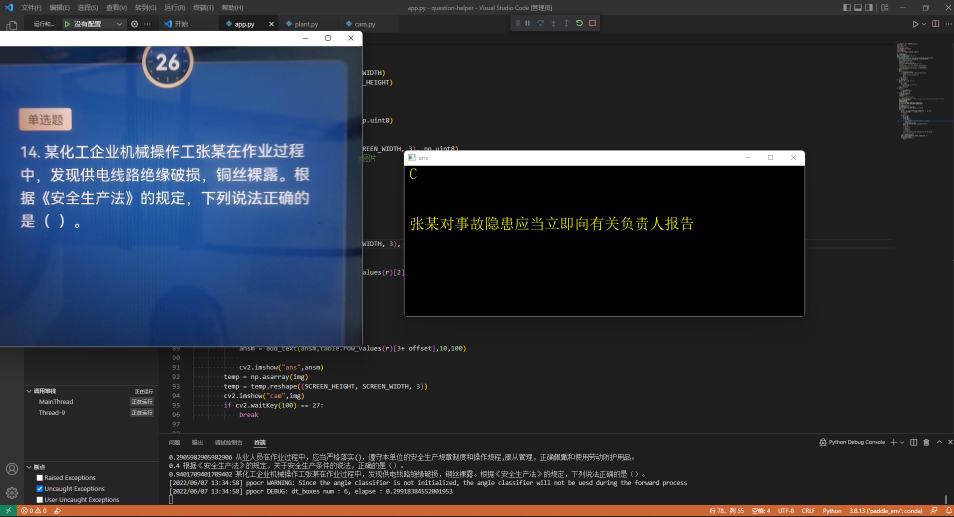 文件(F) 编辑(E) 选择(S) 查看(V) 转到(G) 运行(R) 终端(T) 帮助(H)
app.py - question-helper - Visual Studio Code [管理员]
运行和... 没有配置
开始 app.py plant.py cam.py
26
单选题
14. 某化工企业机械操作工张某在作业过程
中，发现供电线路绝缘破损，铜丝裸露。根
据《安全生产法》的规定，下列说法正确的
是（ ）。
WIDTH)
_HEIGHT)
p.uint8)
REEN_WIDTH, 3), np.uint8)
图片
ans
C
张某对事故隐患应当立即向有关负责人报告
WIDTH, 3),
alues(r)[2]
89 ansm = add_text(ansm,table.row_values(r)[3+ offset],10,100)
90
91 cv2.imshow("ans",ansm)
92 temp = np.asarray(img)
93 temp = temp.reshape((SCREEN_HEIGHT, SCREEN_WIDTH, 3))
94 cv2.imshow("cam",img)
95 if cv2.waitKey(100) == 27:
96 break
97
调用堆栈 正在运行
MainThread 正在运行
Thread-9 正在运行
断点
Raised Exceptions
Uncaught Exceptions
User Uncaught Exceptions
问题 输出 调试控制台 终端
Python Debug Console
0.2905982905982906 从业人员在作业过程中，应当严格落实()，遵守本单位的安全生产规章制度和操作规程,服从管理，正确佩戴和使用劳动防护用品。
0.4 根据《安全生产法》的规定，关于安全生产条件的说法，正确的是（ ）。
0.9401709401709402 某化工企业机械操作工张某在作业过程中，发现供电线路绝缘破损，铜丝裸露。根据《安全生产法》的规定，下列说法正确的是（ ）。
[2022/06/07 13:34:58] ppocr WARNING: Since the angle classifier is not initialized, the angle classifier will not be uesd during the forward process
[2022/06/07 13:34:58] ppocr DEBUG: dt_boxes num : 6, elapse : 0.29918384552001953
0 0 0
行 78，列 55 空格: 4 UTF-8 CRLF Python 3.8.13 ('paddle_env': conda)